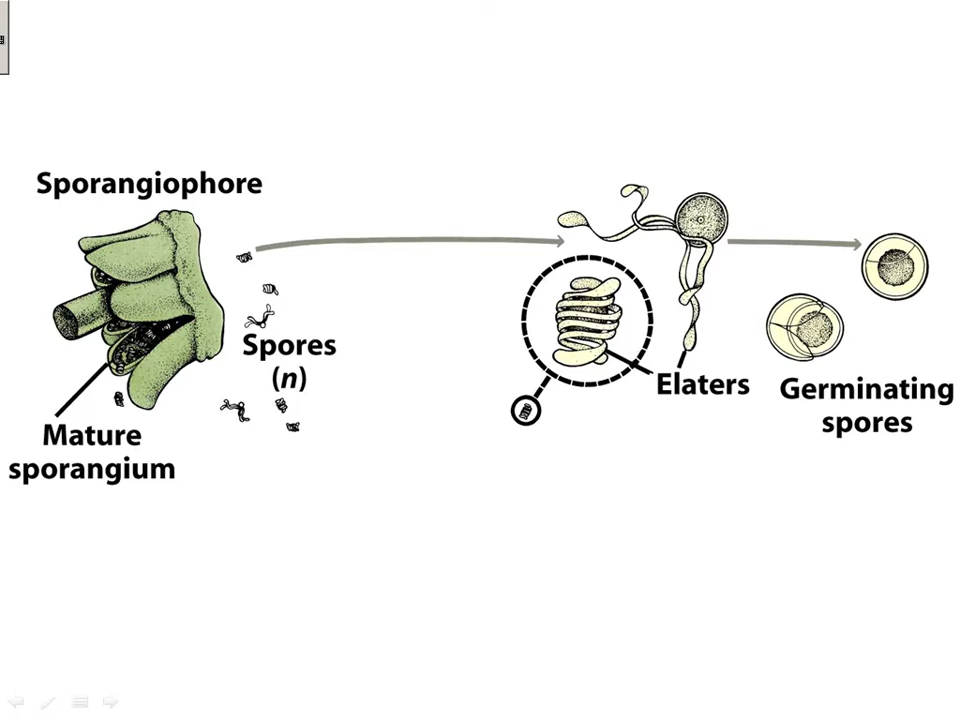 Sporangiophore
Spores
(n)
Mature
sporangium
Elaters
Germinating
spores